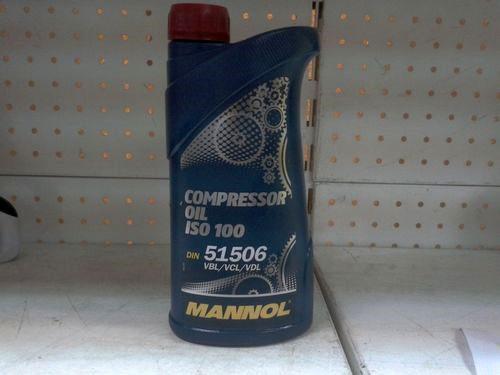 COMPRESSOR
OIL
ISO 100
DIN 51506
VBL/VCL/VDL
MANNOL